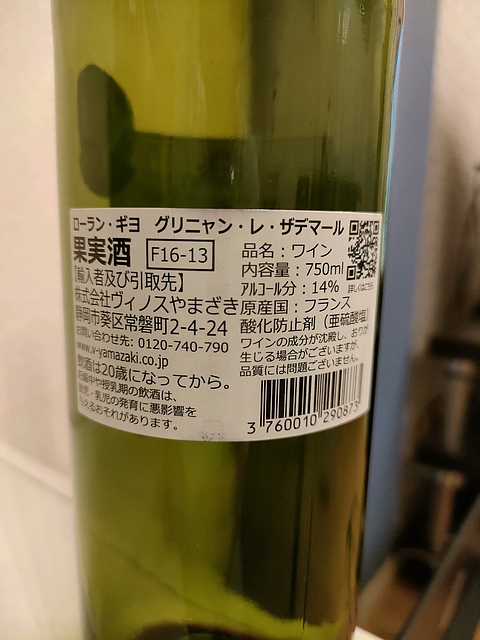 ローラン・ギヨ グリニャン・レ・ザデマール
果実酒 F16-13
【輸入者及び引取先】
株式会社ヴィノスやまざき
静岡市葵区常磐町2-4-24
お問い合わせ先: 0120-740-790
www.v-yamazaki.co.jp
飲酒は20歳になってから。
妊娠中や授乳期の飲酒は、
胎児・乳児の発育に悪影響を
与えるおそれがあります。
品名：ワイン
内容量：750ml
アルコール分：14%
原産国：フランス
酸化防止剤（亜硫酸塩）
ワインの成分が沈殿し、おりが
生じる場合がございますが、
品質には問題ございません。
詳しくはこちら
3 760010 290873